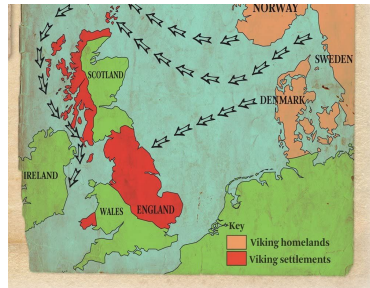 NORWAY
SWEDEN
SCOTLAND
DENMARK
IRELAND
WALES
ENGLAND
Key
Viking homelands
Viking settlements